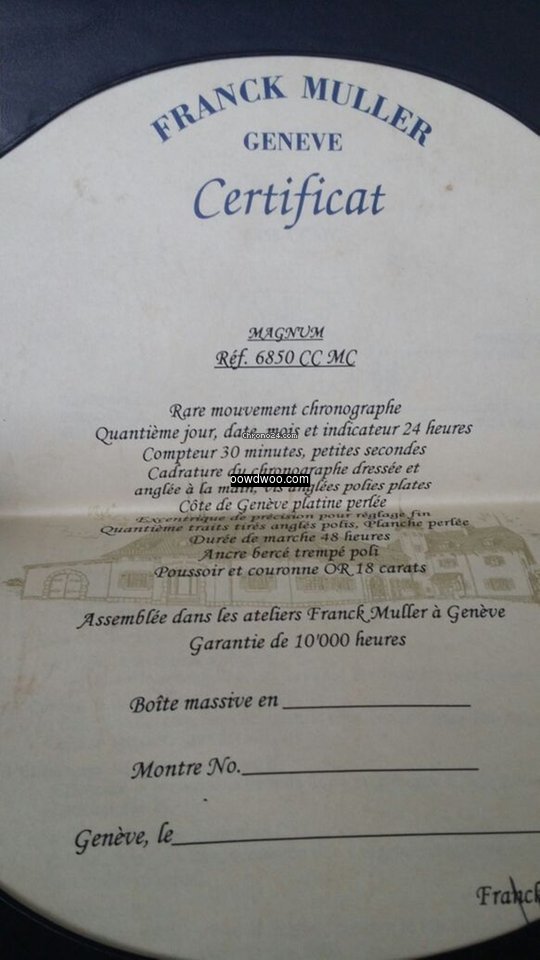 FRANCK MULLER
GENEVE
Certificat
MAGNUM
Réf. 6850 CC MC
Rare mouvement chronographe
Quantième jour, date, mois et indicateur 24 heures
chrono24.com
Compteur 30 minutes, petites secondes
Cadrature du chronographe dressée et
oowdwoo.com
anglée à la main, vis anglées polies plates
Côte de Genève platine perlée
Excentrique de précision pour réglage fin
Quantième traits tirés anglés polis, Planche perlée
Durée de marche 48 heures
Ancre bercé trempé poli
Poussoir et couronne OR 18 carats
Assemblée dans les ateliers Franck Muller à Genève
Garantie de 10'000 heures
Boîte massive en
Montre No.
Genève, le
Franck